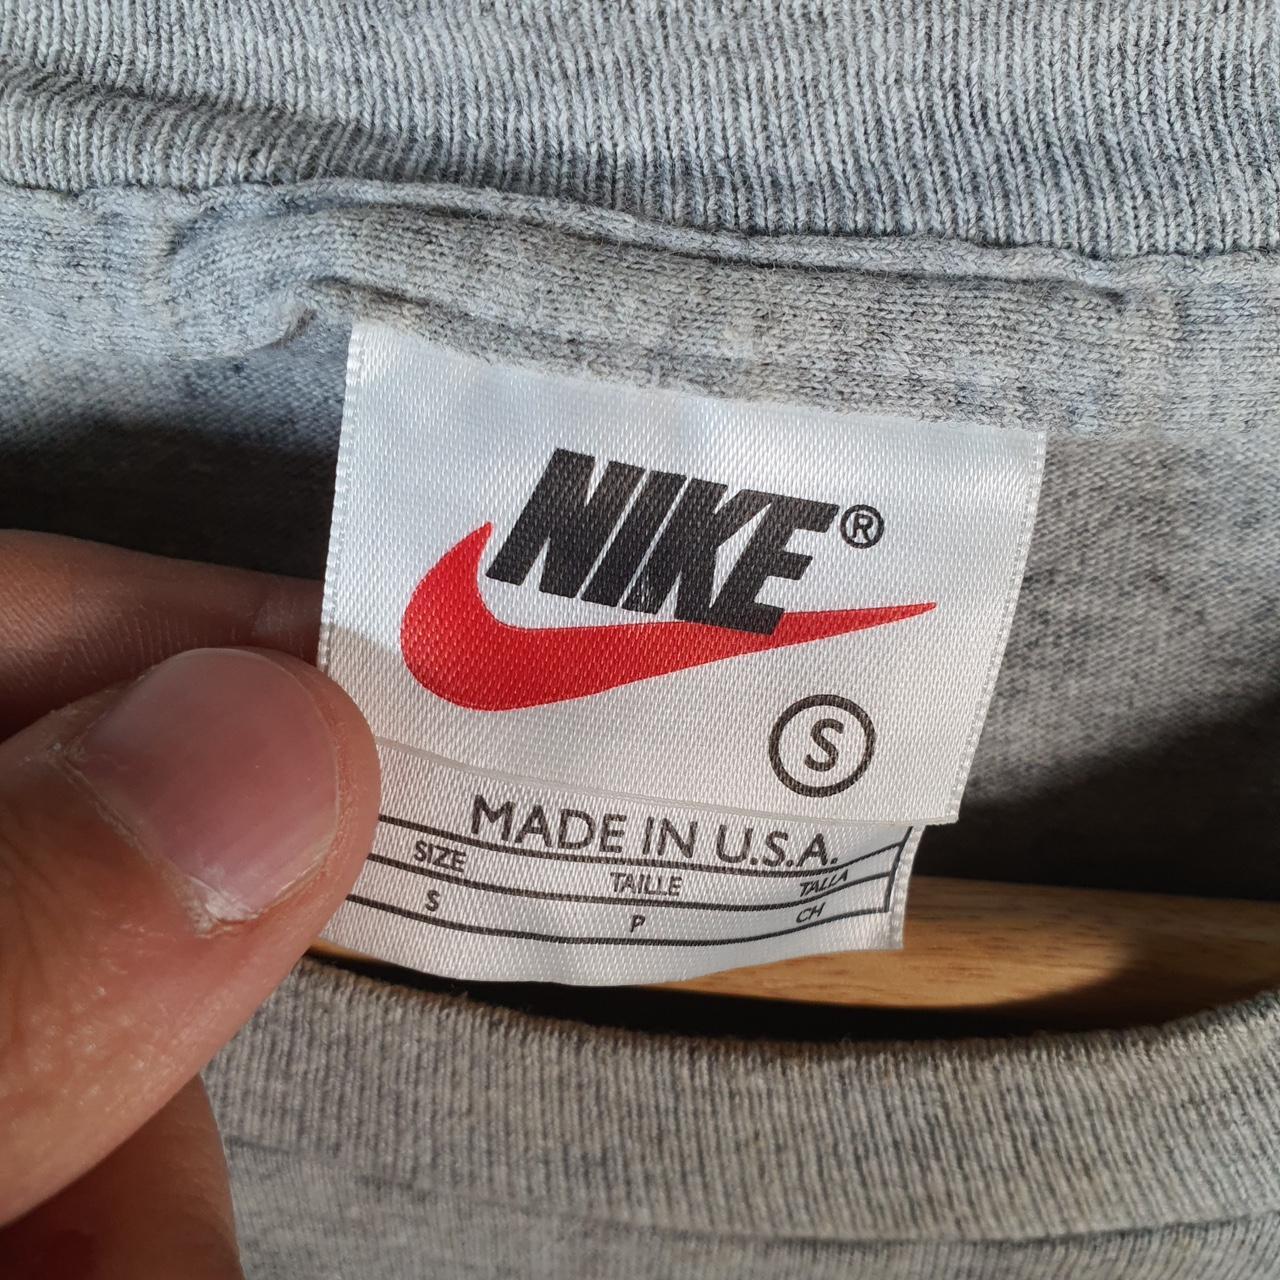 NIKE®
S
MADE IN U.S.A.
SIZE TAILLE TALLA
S P CH